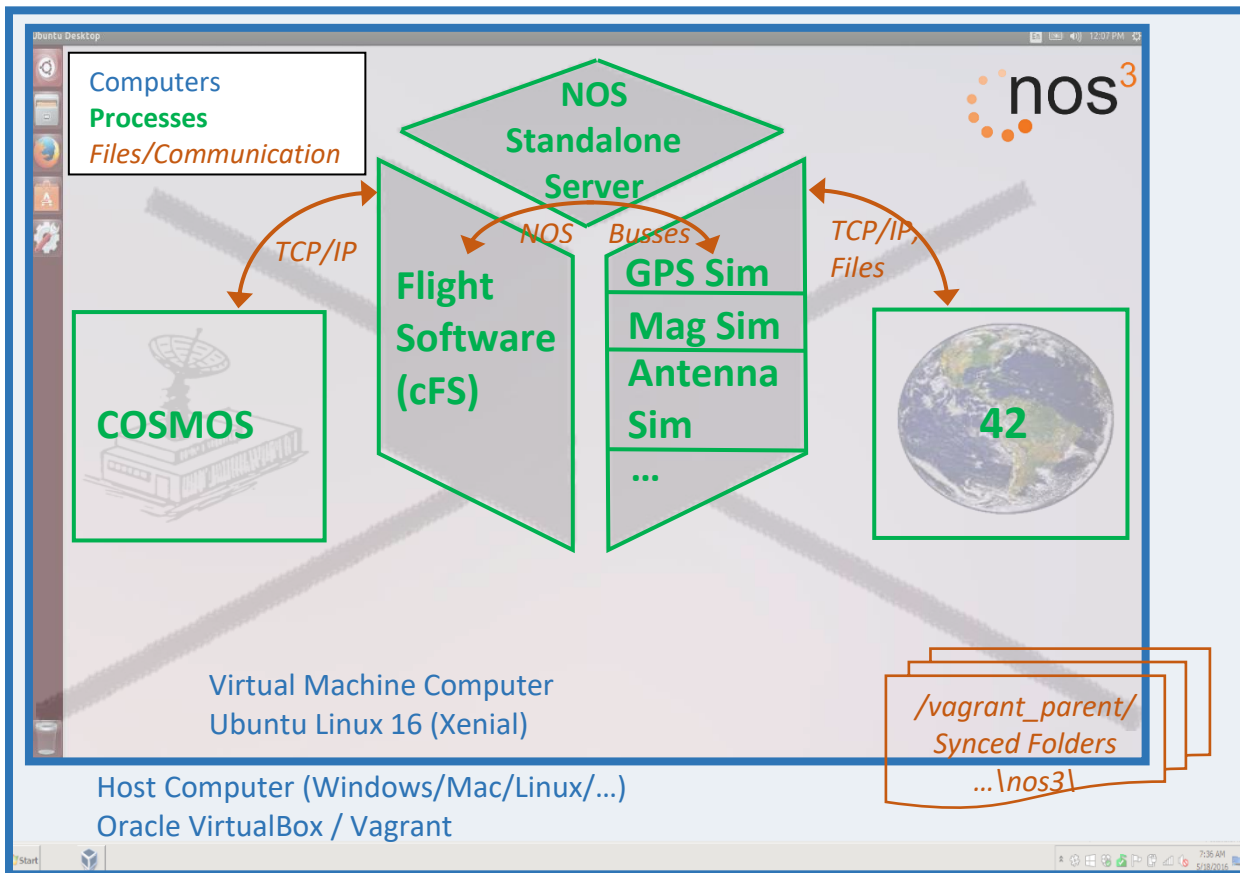 Ubuntu Desktop
En
12:07 PM
Computers
Processes
Files/Communication
nos3
NOS
Standalone
Server
TCP/IP
NOS Busses
TCP/IP,
Files
Flight
Software
(cFS)
GPS Sim
Mag Sim
Antenna
Sim
...
COSMOS
42
Virtual Machine Computer
Ubuntu Linux 16 (Xenial)
/vagrant_parent/
Synced Folders
...\nos3\
Host Computer (Windows/Mac/Linux/...)
Oracle VirtualBox / Vagrant
Start
7:36 AM
5/18/2016